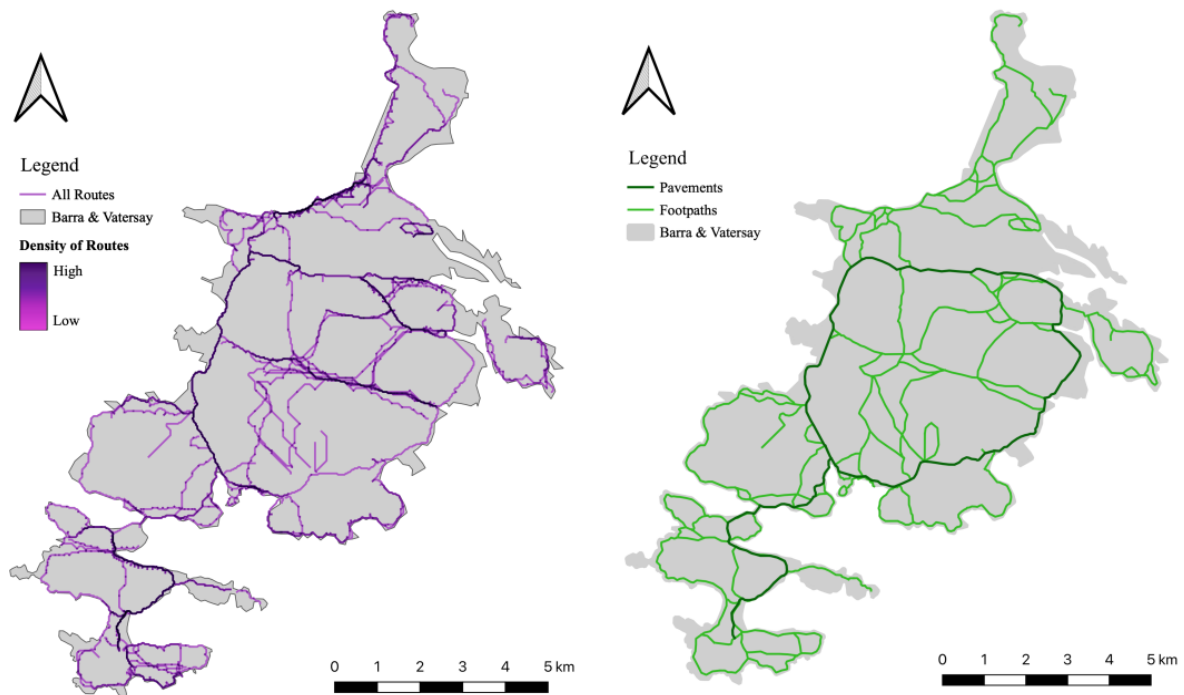 Legend
All Routes
Barra & Vatersay
Density of Routes
High
Low
0 1 2 3 4 5 km
Legend
Pavements
Footpaths
Barra & Vatersay
0 1 2 3 4 5 km